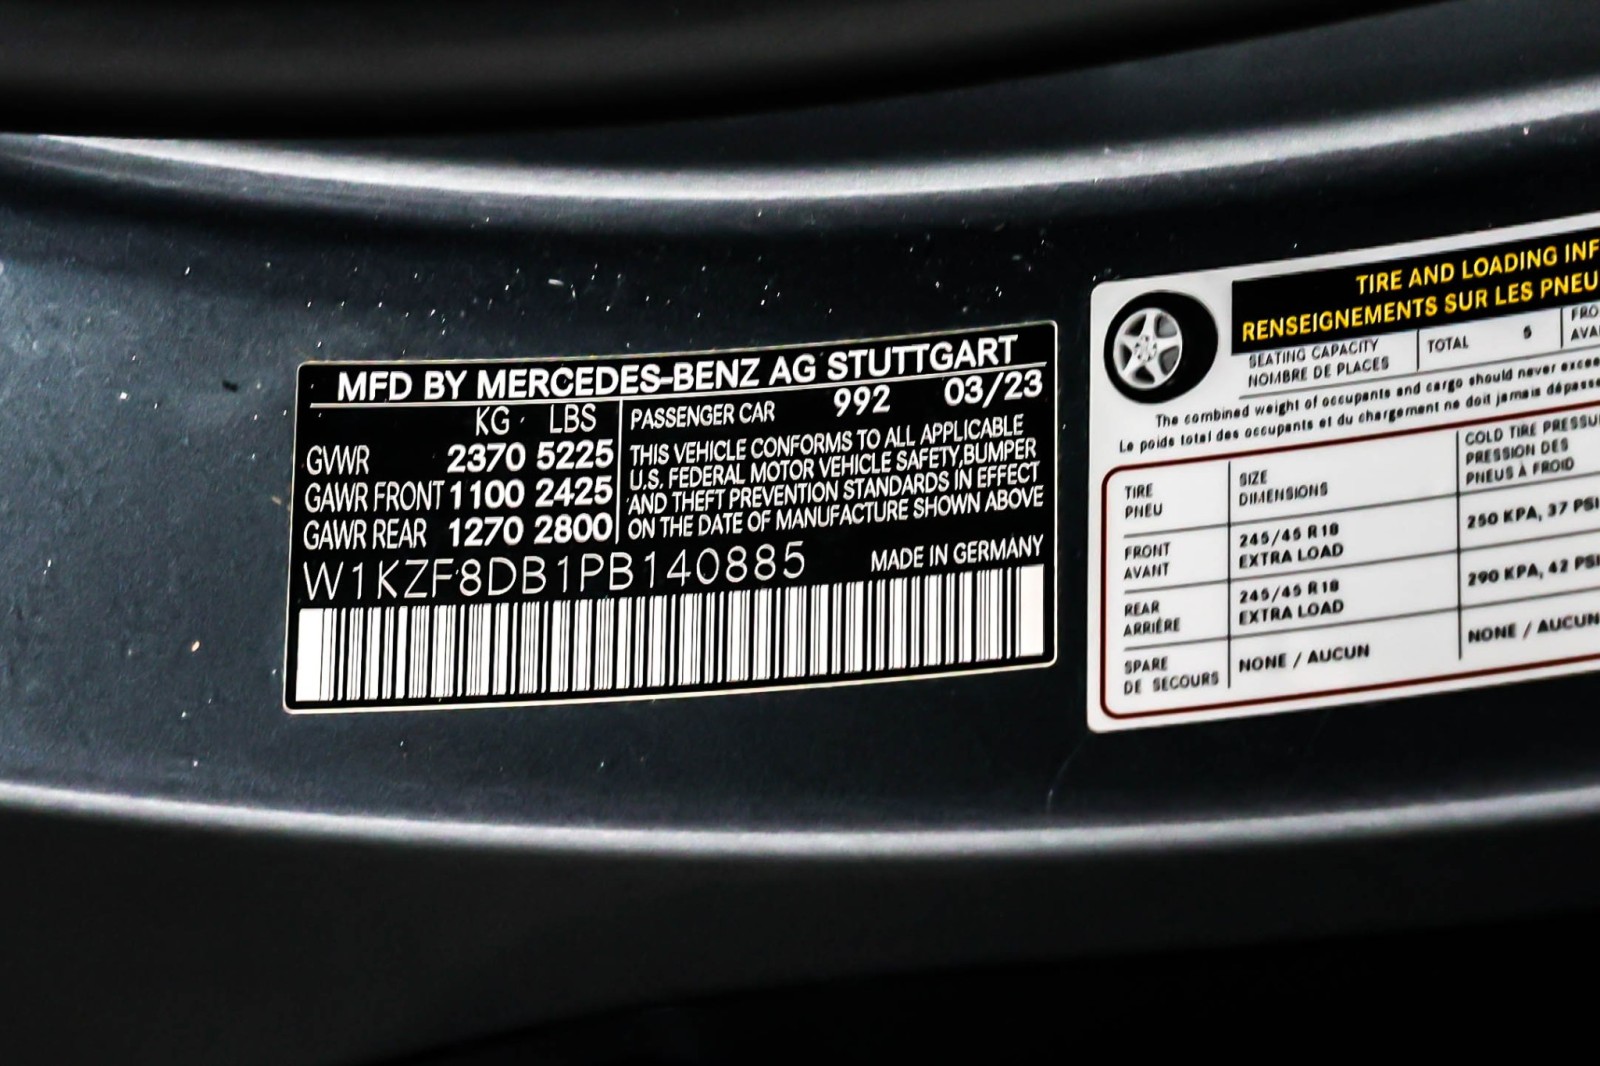 MFD BY MERCEDES-BENZ AG STUTTGART
KG LBS
GVWR 2370 5225
GAWR FRONT 1100 2425
GAWR REAR 1270 2800
PASSENGER CAR 992 03/23
THIS VEHICLE CONFORMS TO ALL APPLICABLE
U.S. FEDERAL MOTOR VEHICLE SAFETY,BUMPER
AND THEFT PREVENTION STANDARDS IN EFFECT
ON THE DATE OF MANUFACTURE SHOWN ABOVE
W1KZF8DB1PB140885 MADE IN GERMANY
TIRE AND LOADING INF
RENSEIGNEMENTS SUR LES PNEU
SEATING CAPACITY
NOMBRE DE PLACES
TOTAL 5
FRO
AVA
The combined weight of occupants and cargo should never excee
Le poids total des occupants et du chargement ne doit jamais dépasse
TIRE
PNEU
SIZE
DIMENSIONS
COLD TIRE PRESSU
PRESSION DES
PNEUS À FROID
FRONT
AVANT
245/45 R18
EXTRA LOAD
250 KPA, 37 PSI
REAR
ARRIÈRE
245/45 R18
EXTRA LOAD
290 KPA, 42 PSI
SPARE
DE SECOURS
NONE / AUCUN
NONE / AUCUN